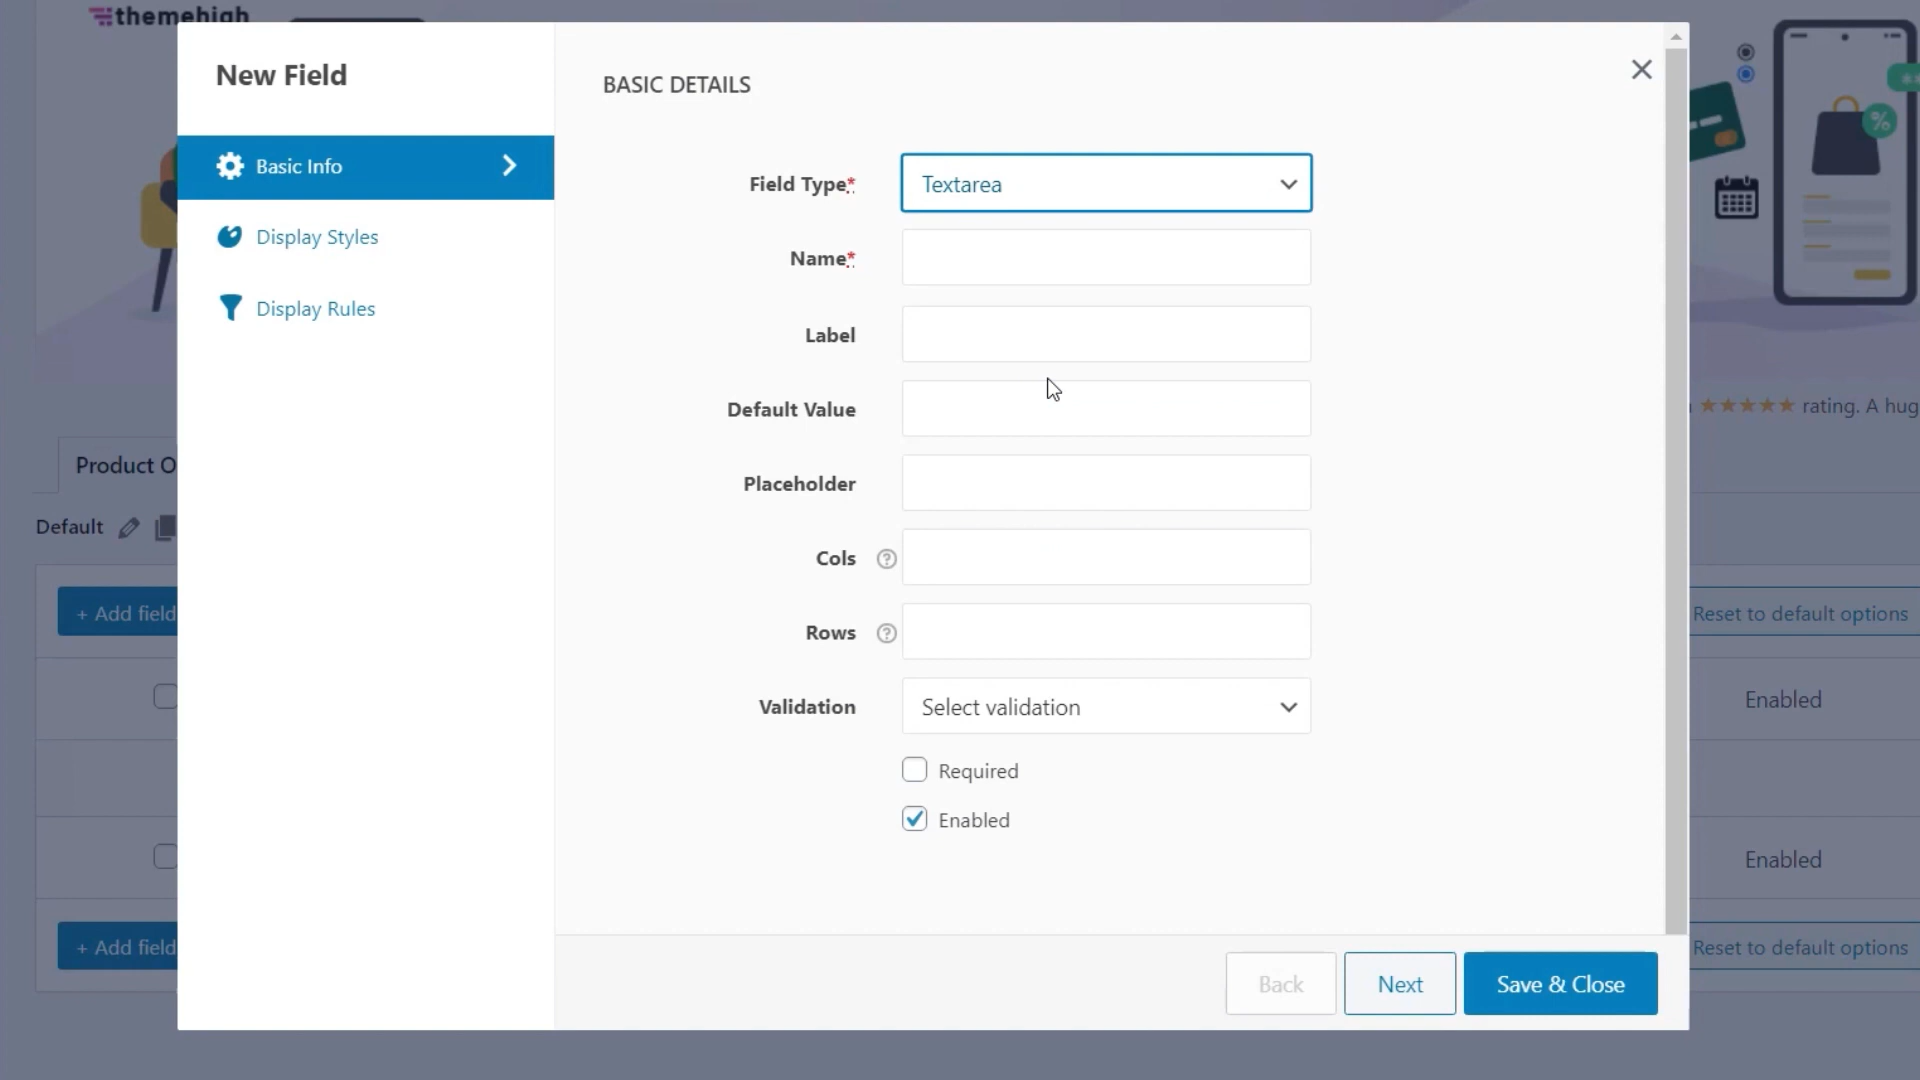 themehigh
New Field
BASIC DETAILS
Basic Info
Display Styles
Display Rules
Field Type*
Textarea
Name*
Label
Default Value
Placeholder
Cols
?
Rows
?
Validation
Select validation
Required
Enabled
Back
Next
Save & Close
%
**
★★★★★ rating. A hug
Product O
Default
+ Add field
Reset to default options
Enabled
Enabled
+ Add field
Reset to default options